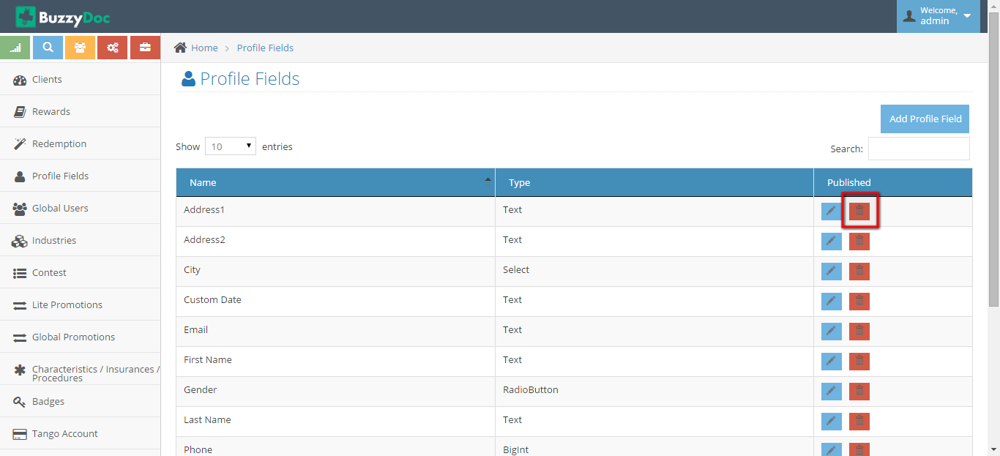 BuzzyDoc
Welcome,
admin
Home > Profile Fields
Clients
Rewards
Redemption
Profile Fields
Global Users
Industries
Contest
Lite Promotions
Global Promotions
Characteristics / Insurances /
Procedures
Badges
Tango Account
Profile Fields
Add Profile Field
Show 10 entries
Search:
Name Type Published
Address1 Text
Address2 Text
City Select
Custom Date Text
Email Text
First Name Text
Gender RadioButton
Last Name Text
Phone BigInt